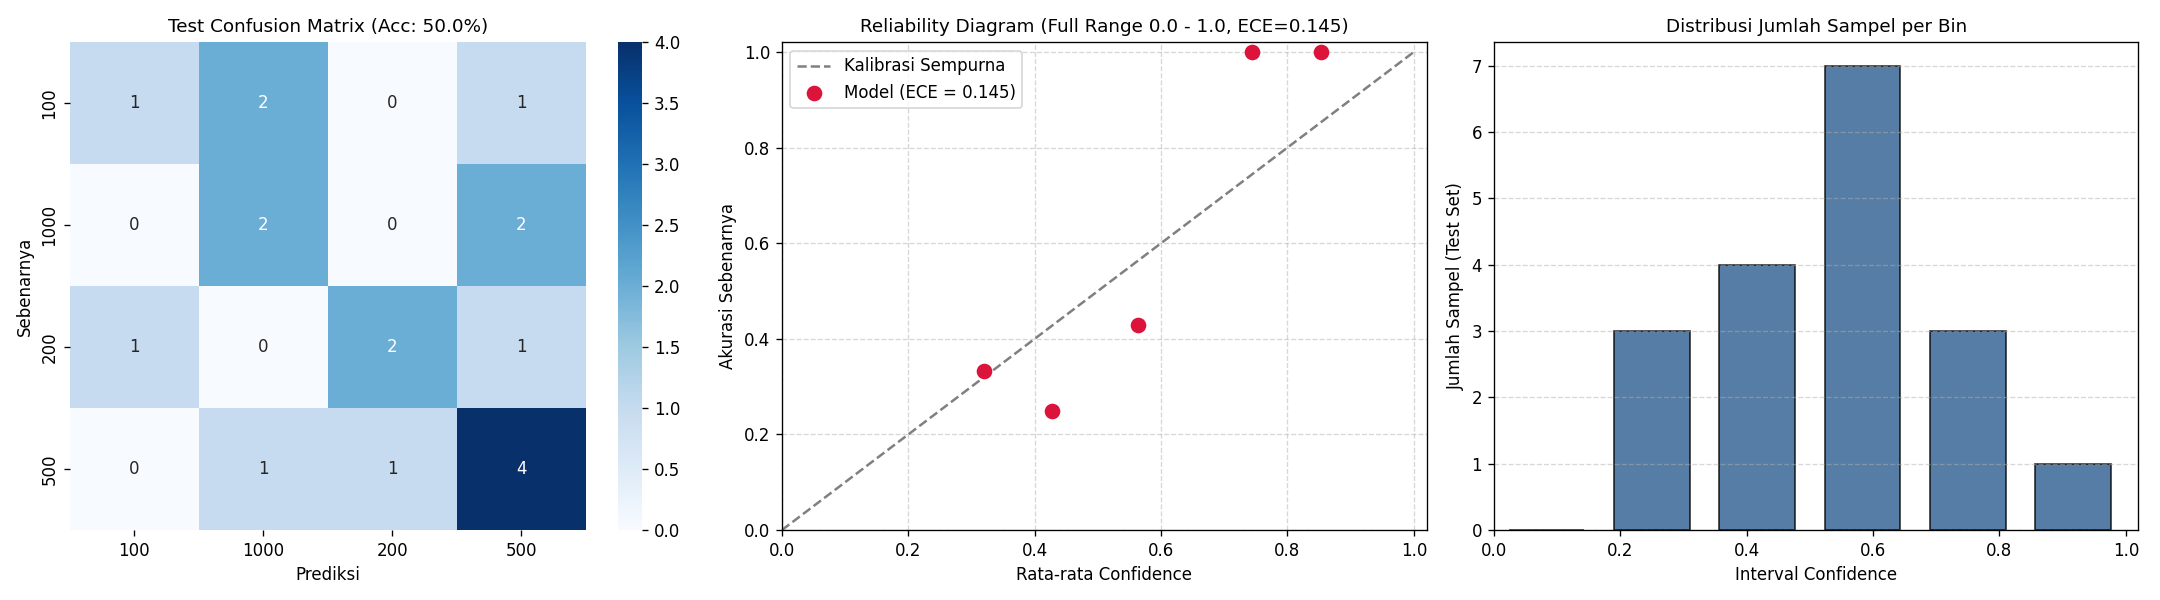 Test Confusion Matrix (Acc: 50.0%)
Sebenarnya
100
1000
200
500
1 2 0 1
0 2 0 2
1 0 2 1
0 1 1 4
100 1000 200 500
Prediksi
4.0
3.5
3.0
2.5
2.0
1.5
1.0
0.5
0.0
Reliability Diagram (Full Range 0.0 - 1.0, ECE=0.145)
Kalibrasi Sempurna
Model (ECE = 0.145)
Akurasi Sebenarnya
1.0
0.8
0.6
0.4
0.2
0.0
0.0 0.2 0.4 0.6 0.8 1.0
Rata-rata Confidence
Distribusi Jumlah Sampel per Bin
Jumlah Sampel (Test Set)
7
6
5
4
3
2
1
0
0.0 0.2 0.4 0.6 0.8 1.0
Interval Confidence